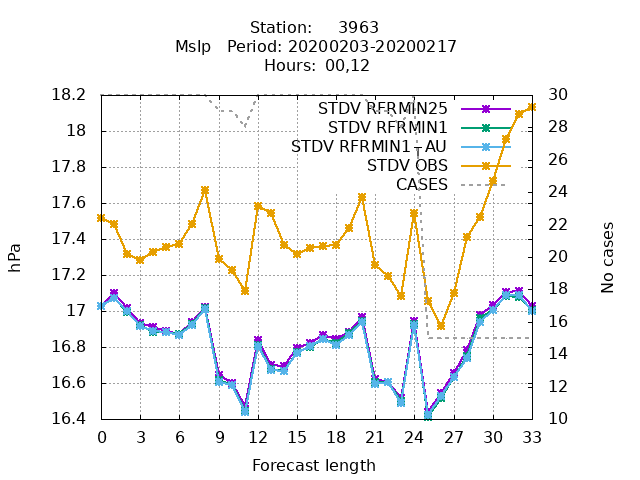 Station: 3963
Mslp Period: 20200203-20200217
Hours: 00,12
STDV RFRMIN25
STDV RFRMIN1
STDV RFRMIN1_AU
STDV OBS
CASES
hPa
18.2
18
17.8
17.6
17.4
17.2
17
16.8
16.6
16.4
No cases
30
28
26
24
22
20
18
16
14
12
10
0 3 6 9 12 15 18 21 24 27 30 33
Forecast length